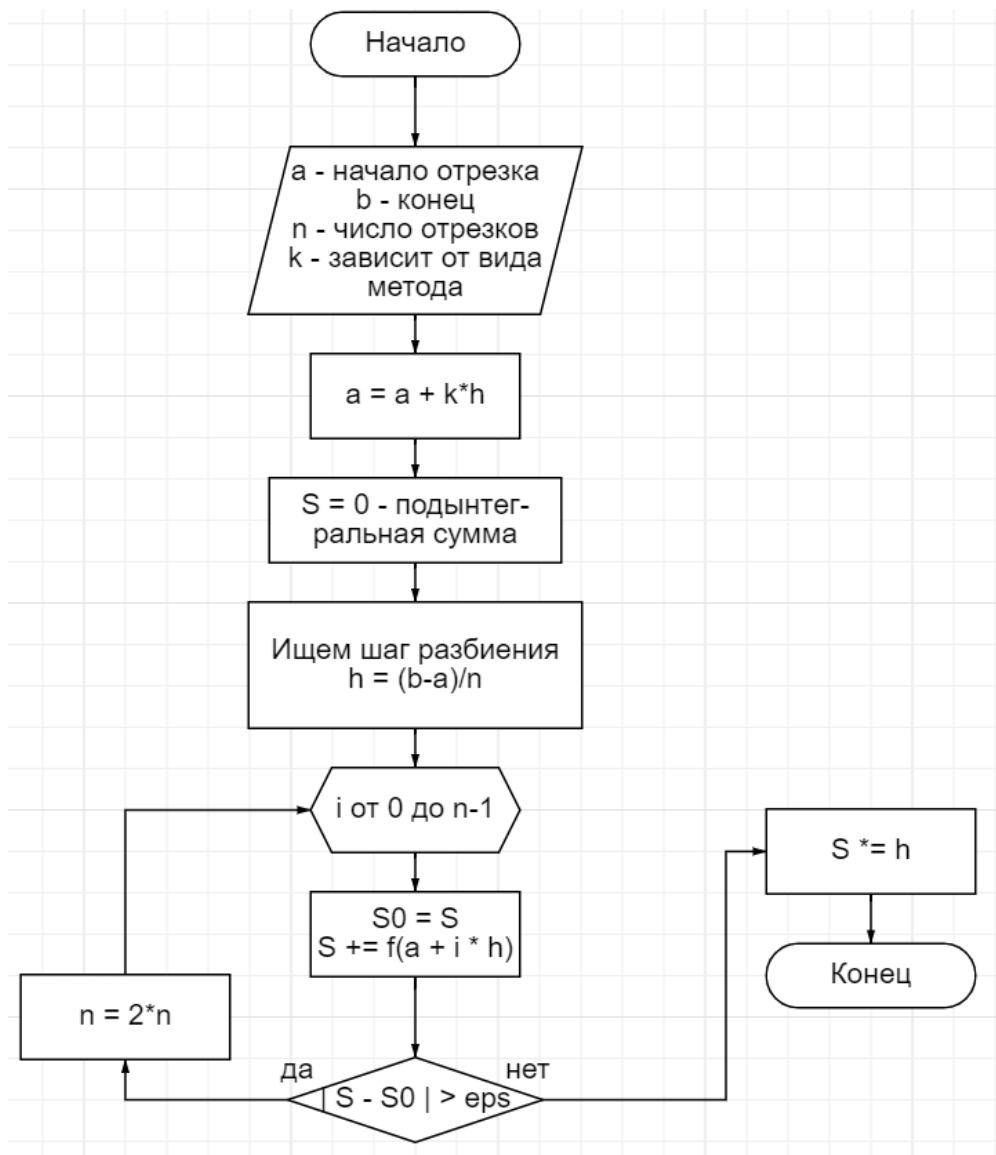 Начало
a - начало отрезка
b - конец
n - число отрезков
k - зависит от вида
метода
a = a + k*h
S = 0 - подынтег-
ральная сумма
Ищем шаг разбиения
h = (b-a)/n
i от 0 до n-1
S0 = S
S += f(a + i * h)
| S - S0 | > eps
да
n = 2*n
нет
S *= h
Конец